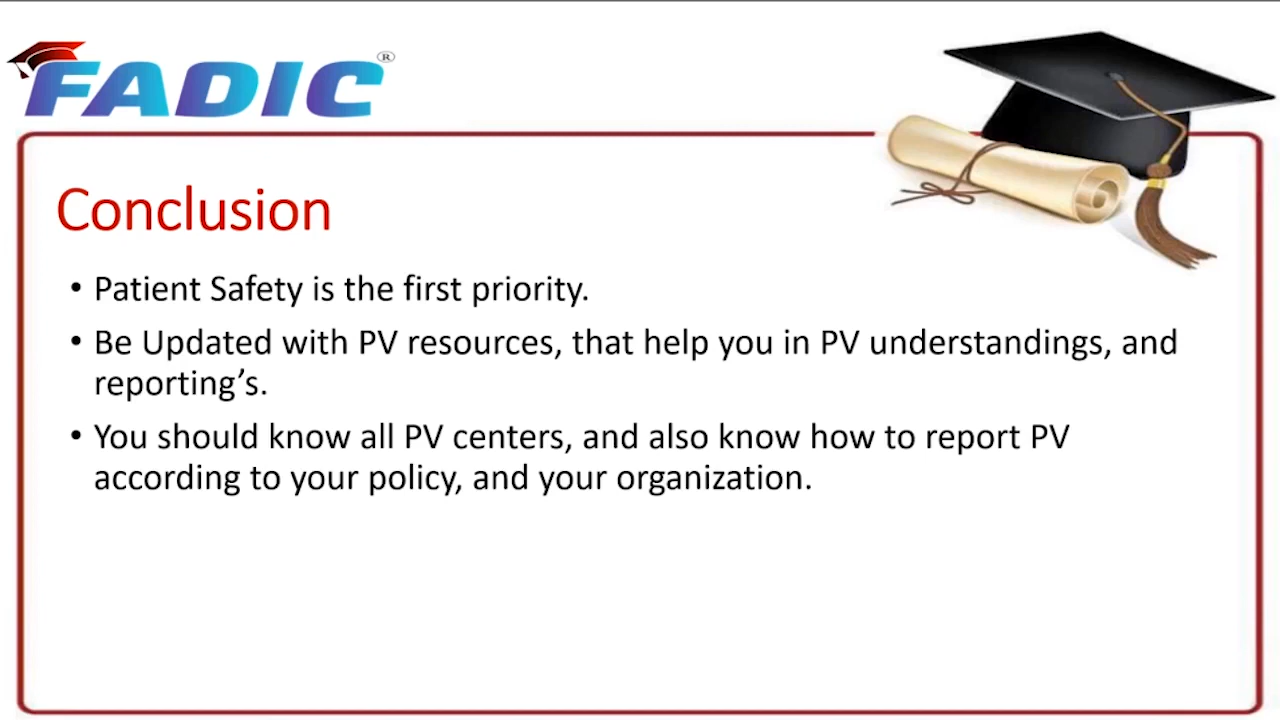 FADIC®
Conclusion
• Patient Safety is the first priority.
• Be Updated with PV resources, that help you in PV understandings, and
reporting’s.
• You should know all PV centers, and also know how to report PV
according to your policy, and your organization.